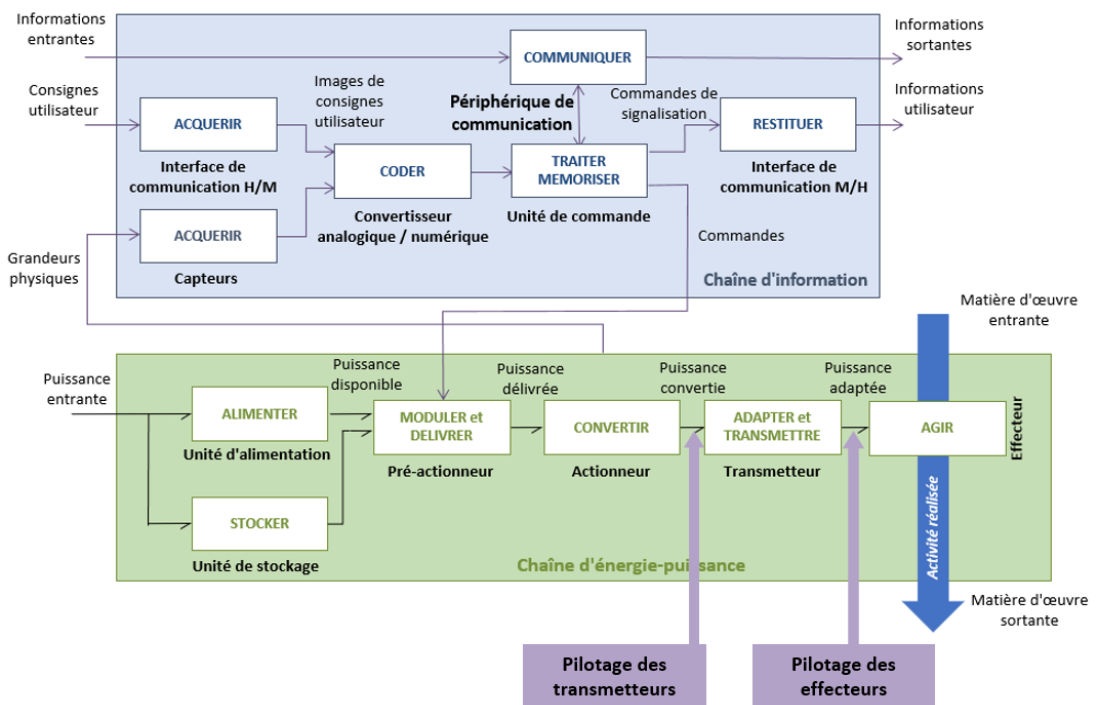 Informations
entrantes
Consignes
utilisateur
Grandeurs
physiques
COMMUNIQUER
Périphérique de
communication
Images de
consignes
utilisateur
Commandes de
signalisation
ACQUERIR
Interface de
communication H/M
CODER
Convertisseur
analogique / numérique
TRAITER
MEMORISER
Unité de commande
RESTITUER
Interface de
communication M/H
ACQUERIR
Capteurs
Commandes
Chaîne d'information
Informations
sortantes
Informations
utilisateur
Matière d'œuvre
entrante
Puissance
entrante
Puissance
disponible
Puissance
délivrée
Puissance
convertie
Puissance
adaptée
ALIMENTER
Unité d'alimentation
MODULER et
DELIVRER
Pré-actionneur
CONVERTIR
Actionneur
ADAPTER et
TRANSMETTRE
Transmetteur
AGIR
Effecteur
STOCKER
Unité de stockage
Chaîne d'énergie-puissance
Activité réalisée
Matière d'œuvre
sortante
Pilotage des
transmetteurs
Pilotage des
effecteurs